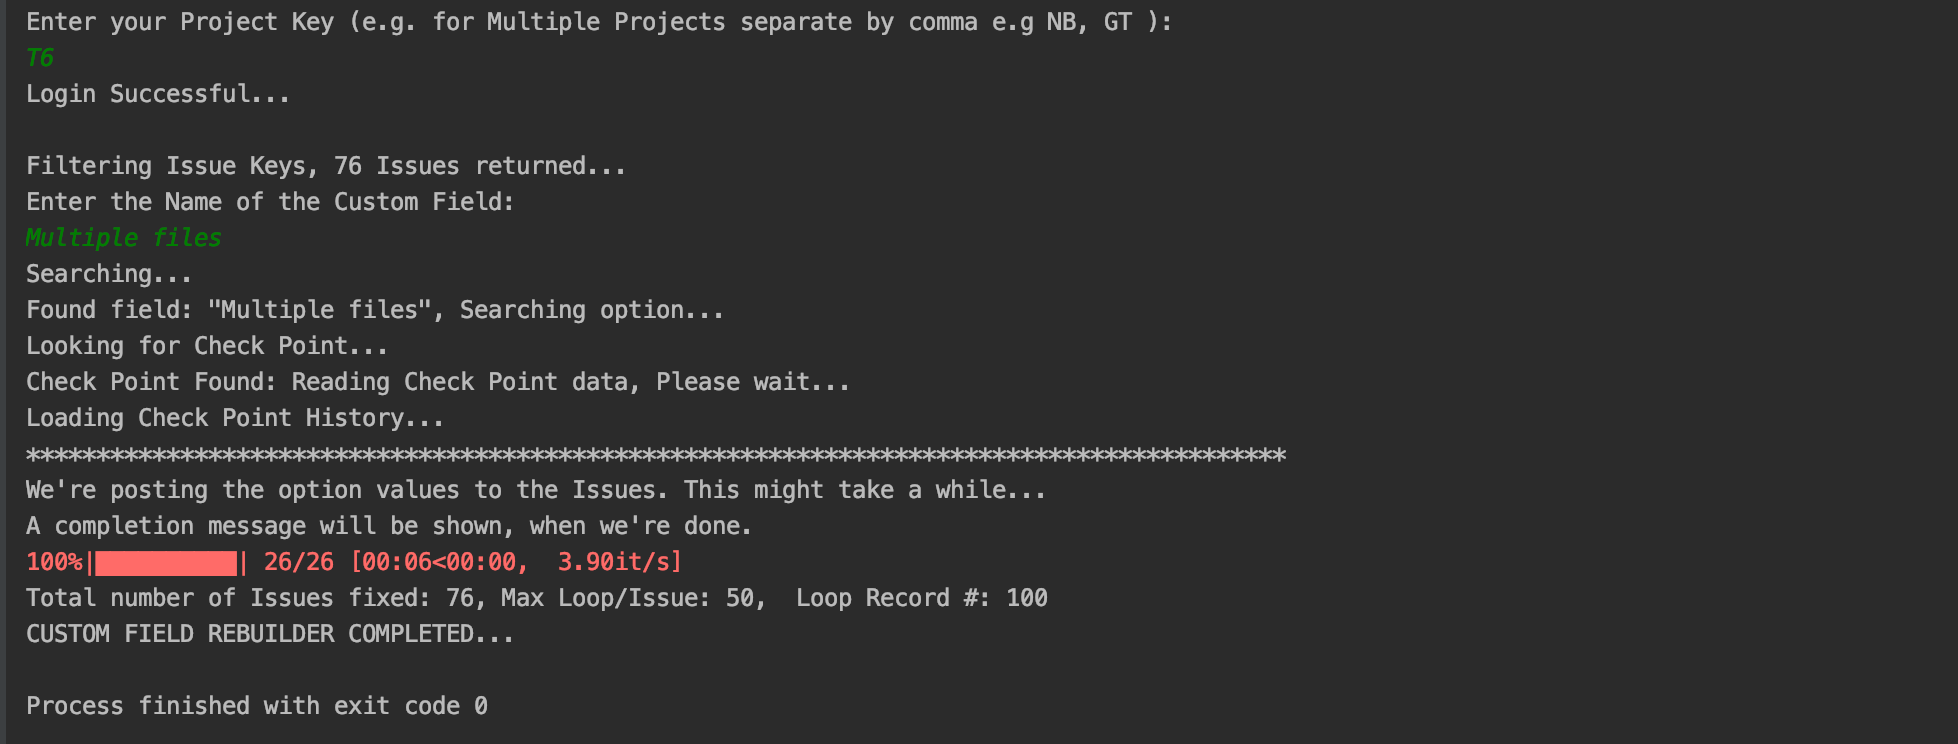 Enter your Project Key (e.g. for Multiple Projects separate by comma e.g NB, GT ):
T6
Login Successful...
Filtering Issue Keys, 76 Issues returned...
Enter the Name of the Custom Field:
Multiple files
Searching...
Found field: "Multiple files", Searching option...
Looking for Check Point...
Check Point Found: Reading Check Point data, Please wait...
Loading Check Point History...
******************************************************************************************
We're posting the option values to the Issues. This might take a while...
A completion message will be shown, when we're done.
100%|██████████| 26/26 [00:06<00:00,  3.90it/s]
Total number of Issues fixed: 76, Max Loop/Issue: 50,  Loop Record #: 100
CUSTOM FIELD REBUILDER COMPLETED...
Process finished with exit code 0